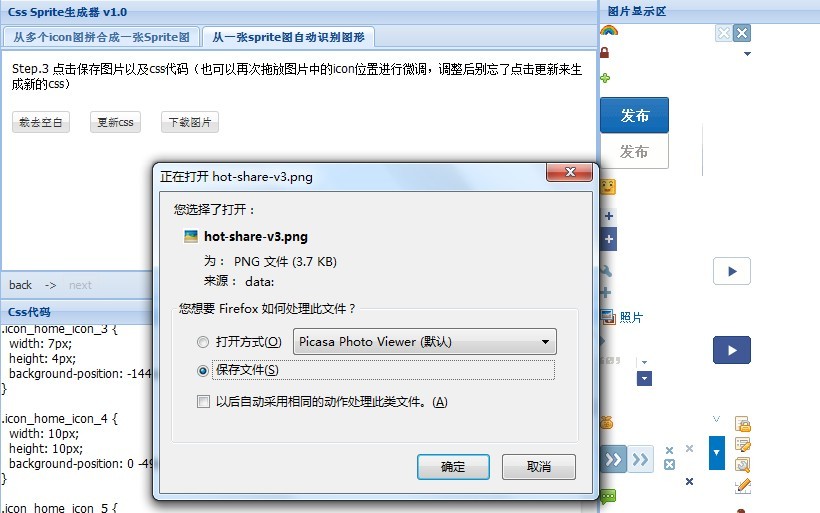 Css Sprite生成器 v1.0
从多个icon图拼合成一张Sprite图
从一张sprite图自动识别图形
Step.3 点击保存图片以及css代码（也可以再次拖放图片中的icon位置进行微调，调整后别忘了点击更新来生
成新的css）
裁去空白
更新css
下载图片
back -> next
Css代码
.icon_home_icon_3 {
width: 7px;
height: 4px;
background-position: -144
}
.icon_home_icon_4 {
width: 10px;
height: 10px;
background-position: 0 -49
}
.icon_home_icon_5 {
正在打开 hot-share-v3.png
您选择了打开：
hot-share-v3.png
为： PNG 文件 (3.7 KB)
来源： data:
您想要 Firefox 如何处理此文件？
打开方式(O)
Picasa Photo Viewer (默认)
保存文件(S)
以后自动采用相同的动作处理此类文件。(A)
确定
取消
图片显示区
发布
发布
照片